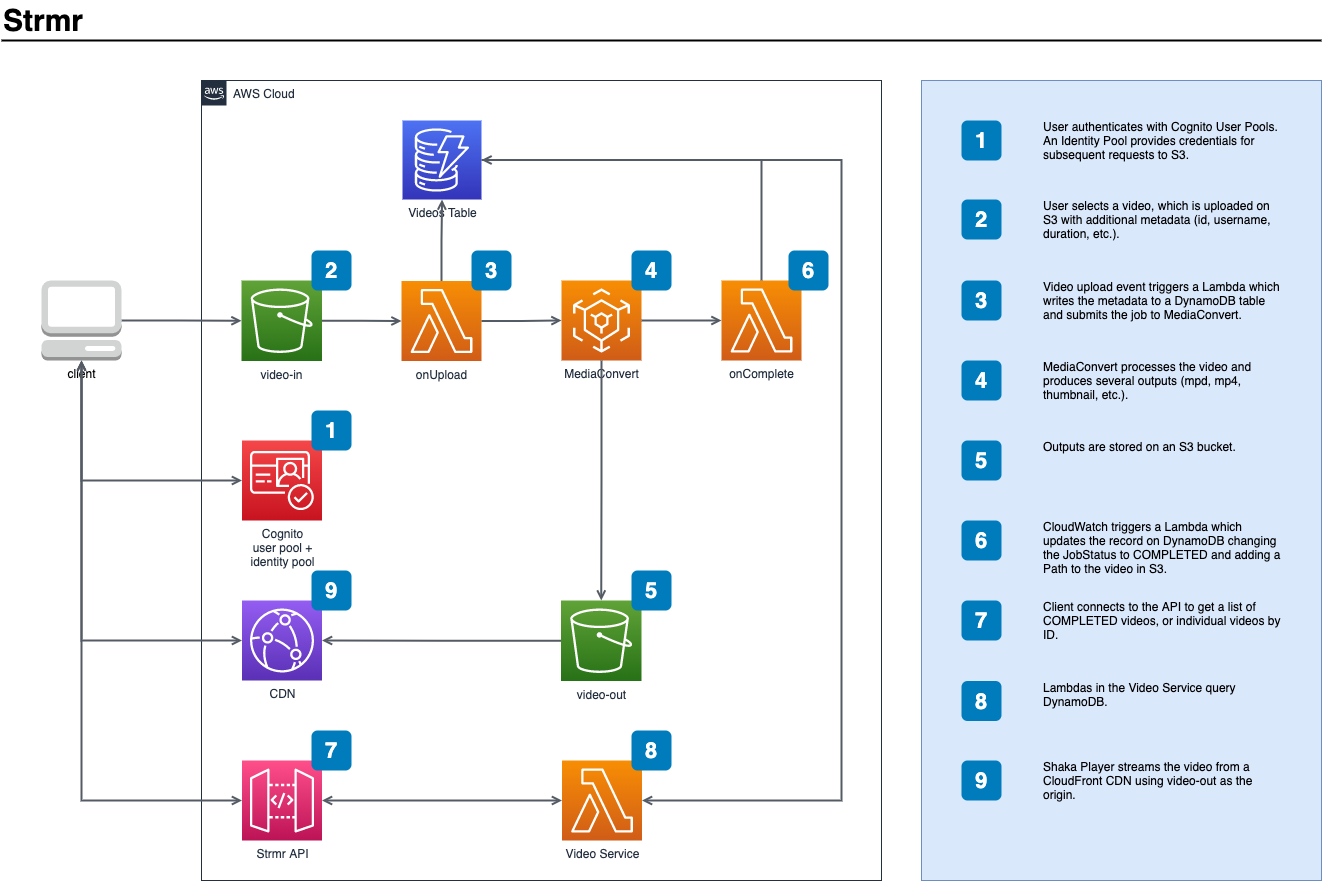 Strmr
aws
AWS Cloud
Videos Table
2
3
4
6
client
video-in
onUpload
MediaConvert
onComplete
1
Cognito
user pool +
identity pool
9
5
CDN
video-out
7
8
</>
Strmr API
Video Service
1
User authenticates with Cognito User Pools.
An Identity Pool provides credentials for
subsequent requests to S3.
2
User selects a video, which is uploaded on
S3 with additional metadata (id, username,
duration, etc.).
3
Video upload event triggers a Lambda which
writes the metadata to a DynamoDB table
and submits the job to MediaConvert.
4
MediaConvert processes the video and
produces several outputs (mpd, mp4,
thumbnail, etc.).
5
Outputs are stored on an S3 bucket.
6
CloudWatch triggers a Lambda which
updates the record on DynamoDB changing
the JobStatus to COMPLETED and adding a
Path to the video in S3.
7
Client connects to the API to get a list of
COMPLETED videos, or individual videos by
ID.
8
Lambdas in the Video Service query
DynamoDB.
9
Shaka Player streams the video from a
CloudFront CDN using video-out as the
origin.